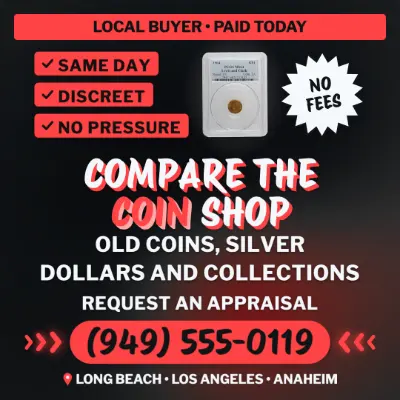 LOCAL BUYER • PAID TODAY
✓ SAME DAY
✓ DISCREET
✓ NO PRESSURE
NO
FEES
COMPARE THE
COIN SHOP
OLD COINS, SILVER
DOLLARS AND COLLECTIONS
REQUEST AN APPRAISAL
(949) 555-0119
LONG BEACH • LOS ANGELES • ANAHEIM